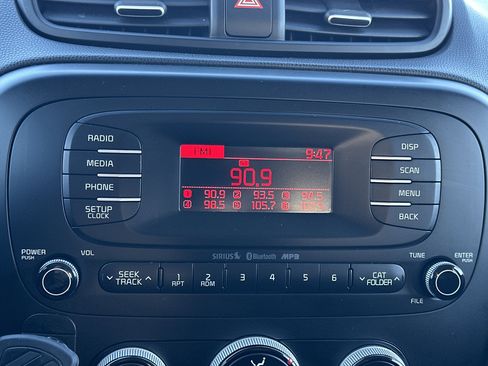 RADIO
MEDIA
PHONE
SETUP
CLOCK
FM1 9:47
90.9
1 90.9 2 93.5 3 94.5
4 98.5 5 105.7 6
DISP
SCAN
MENU
BACK
POWER
PUSH
VOL
SIRIUS Bluetooth MP3
TUNE
ENTER
PUSH
SEEK
TRACK
1
RPT
2
RDM
3 4 5 6
CAT
FOLDER
FILE